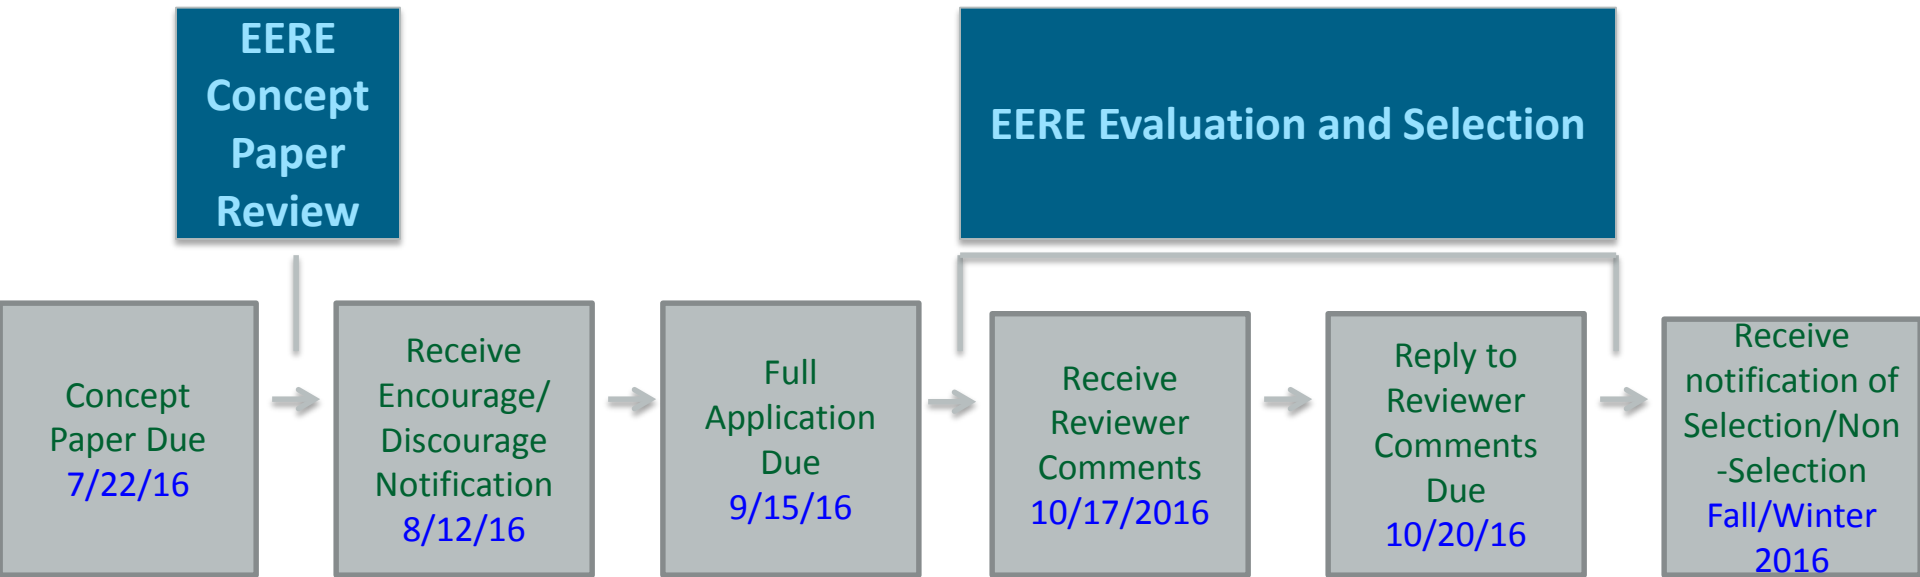 EERE
Concept
Paper
Review
EERE Evaluation and Selection
Concept
Paper Due
7/22/16
Receive
Encourage/
Discourage
Notification
8/12/16
Full
Application
Due
9/15/16
Receive
Reviewer
Comments
10/17/2016
Reply to
Reviewer
Comments
Due
10/20/16
Receive
notification of
Selection/Non
-Selection
Fall/Winter
2016